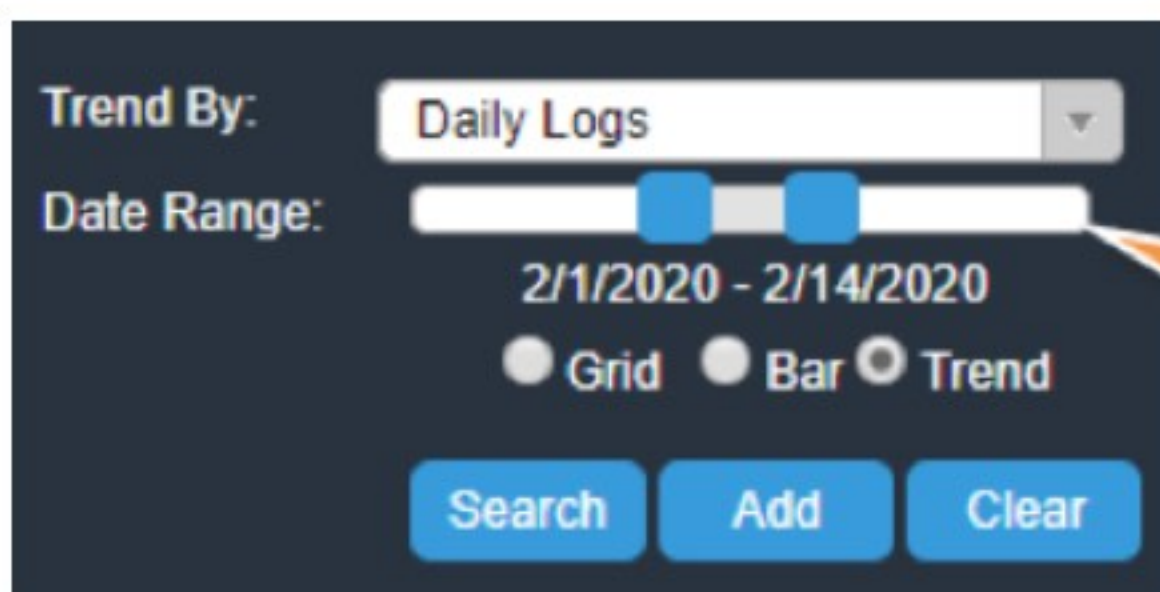 Trend By: Daily Logs
Date Range:
2/1/2020 - 2/14/2020
Grid Bar Trend
Search Add Clear